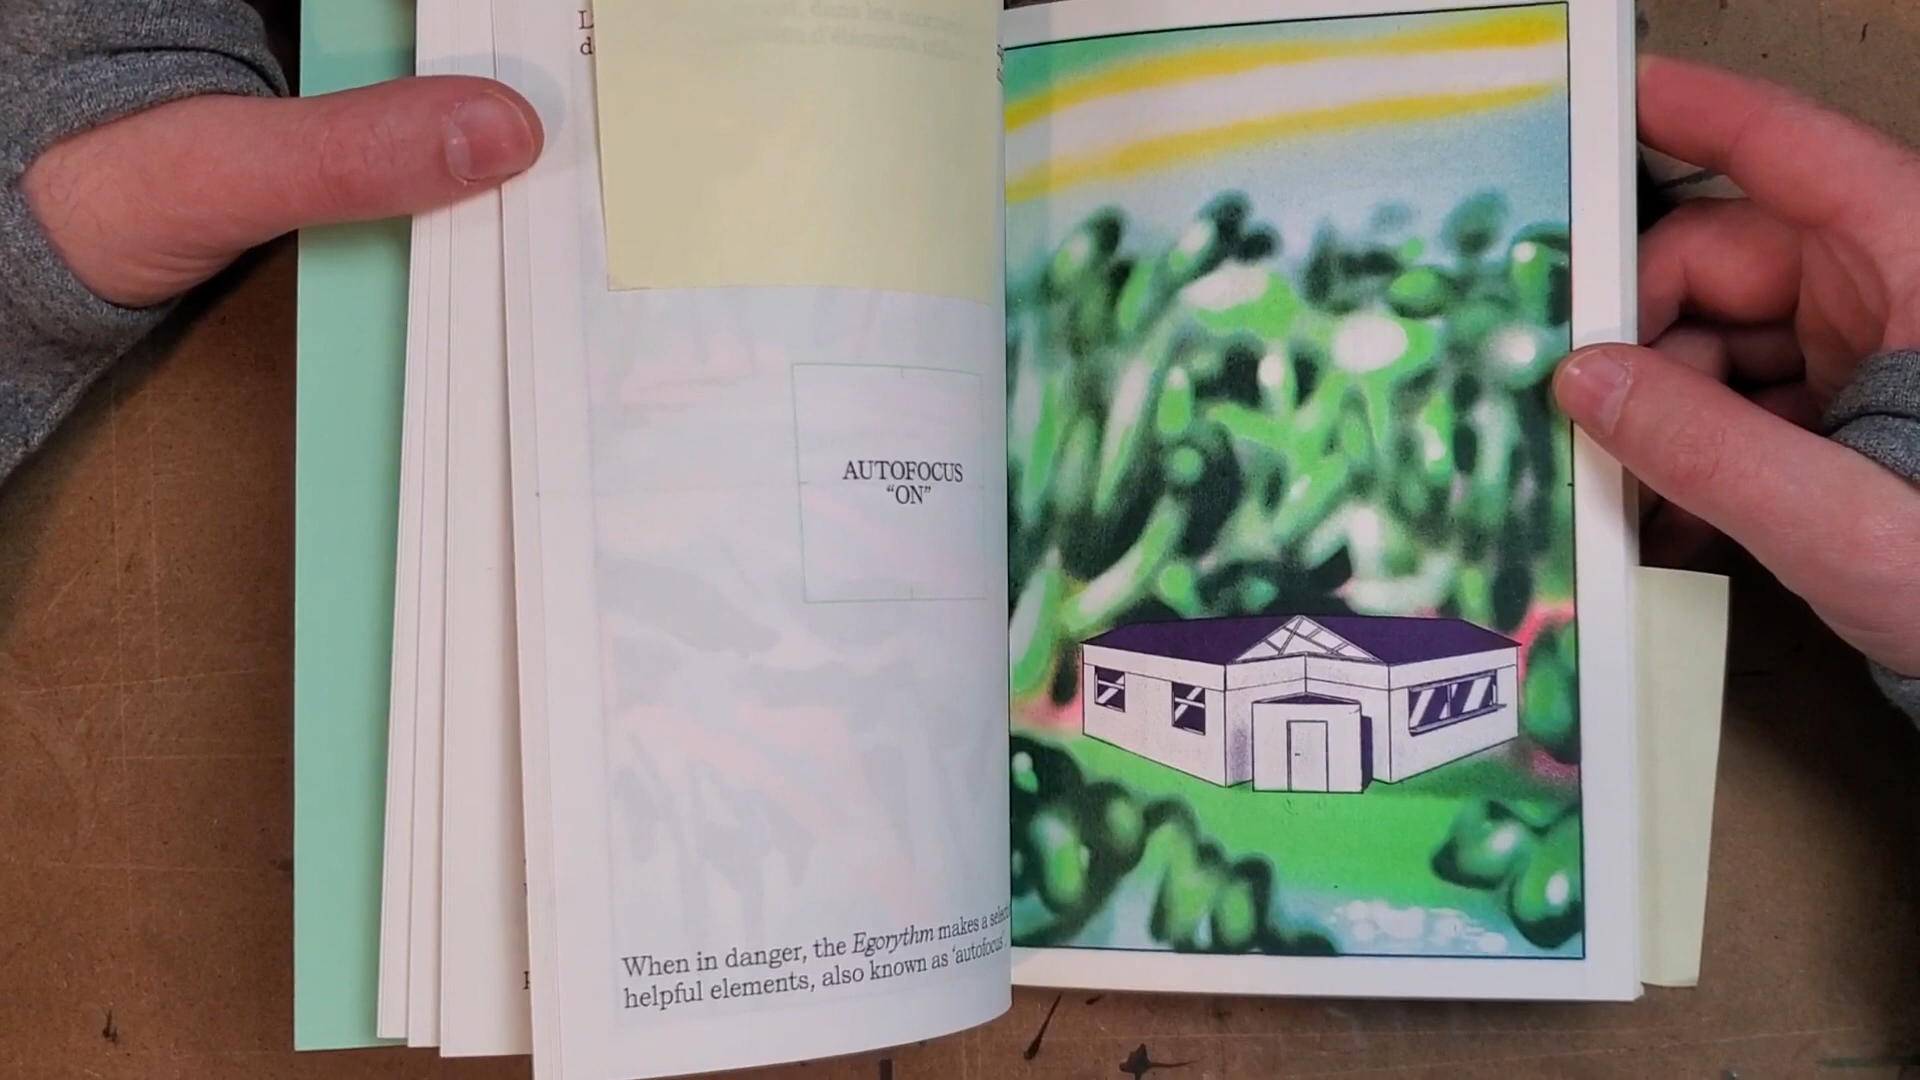 L
d
AUTOFOCUS
“ON”
When in danger, the Egorythm makes a
helpful elements, also known as ‘autofocus’.